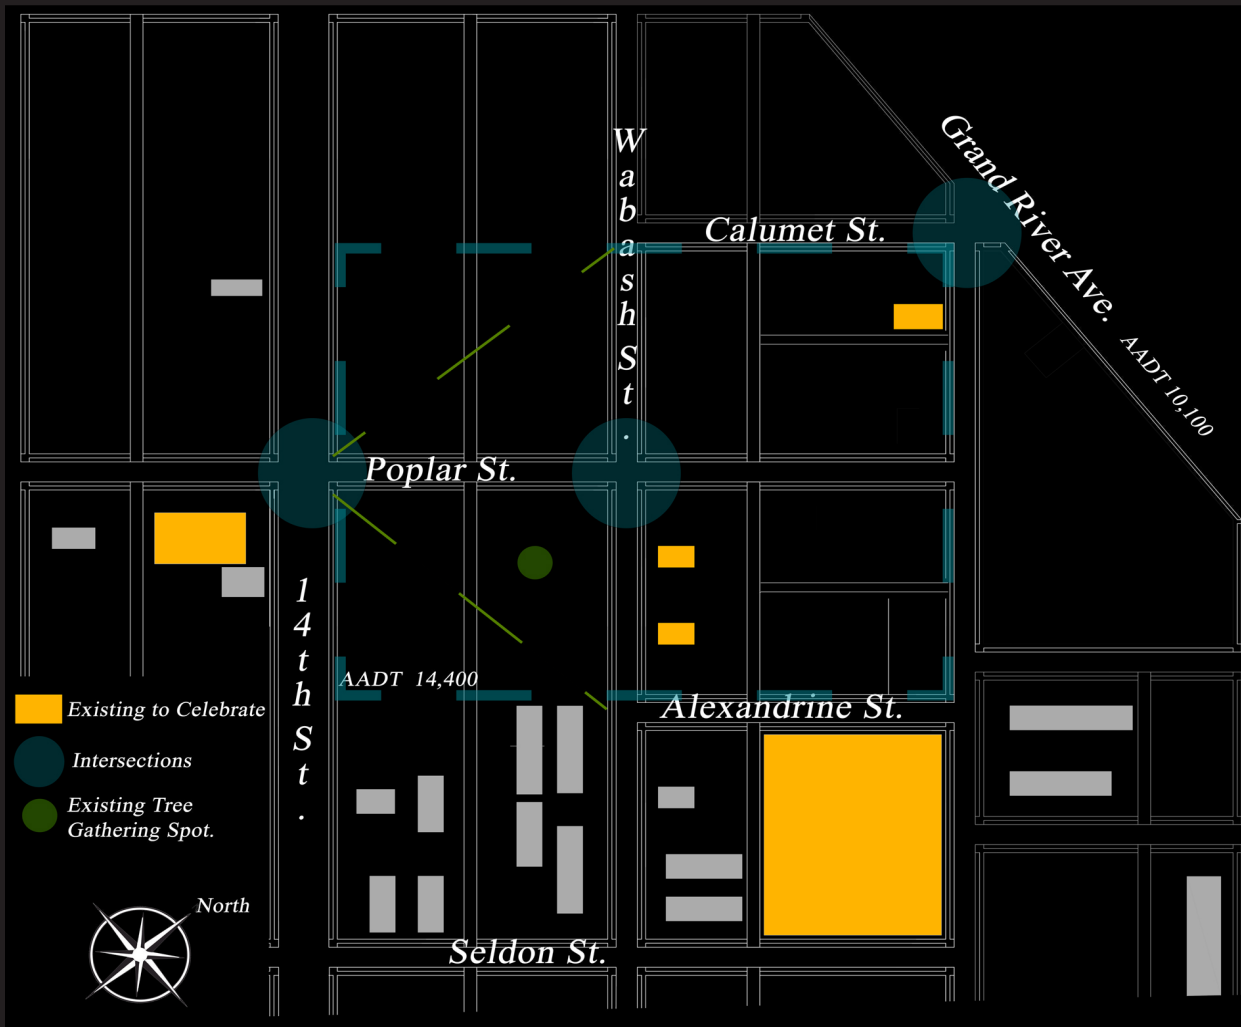 Wabash St.
Grand River Ave.
Calumet St.
AADT 10,100
Poplar St.
14th St.
AADT 14,400
Existing to Celebrate
Alexandrine St.
Intersections
Existing Tree
Gathering Spot.
North
Seldon St.